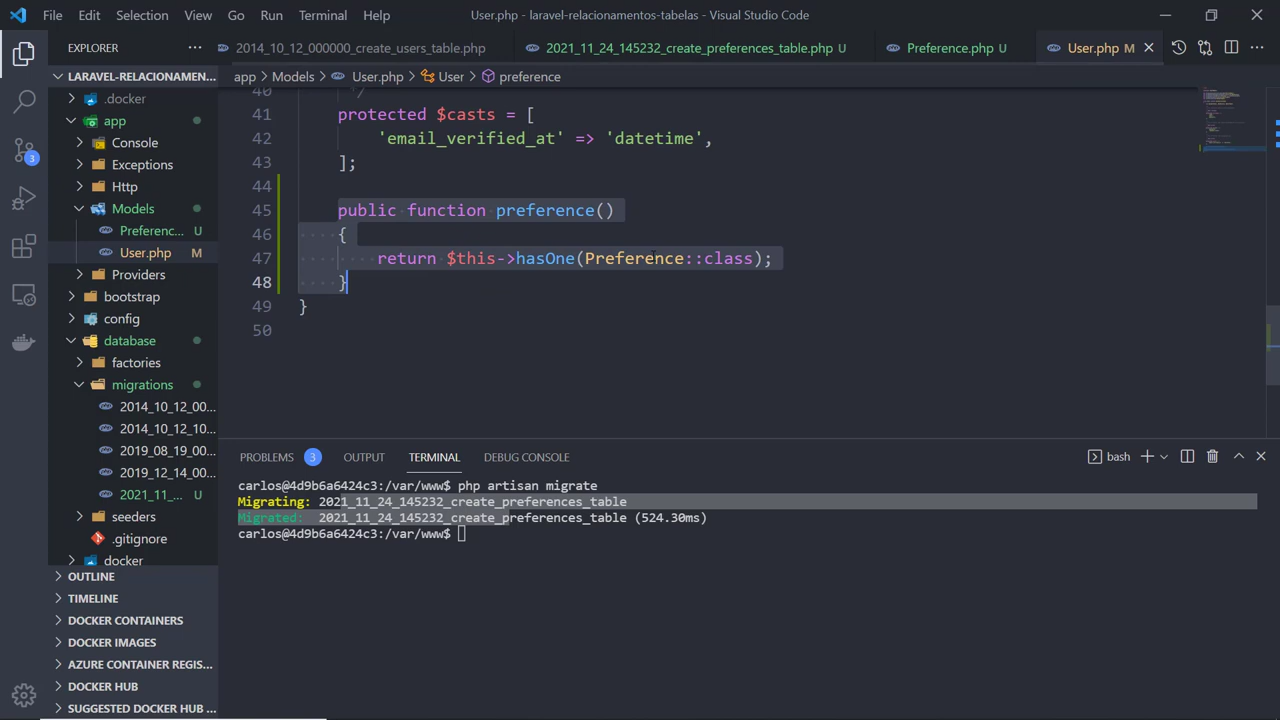 File Edit Selection View Go Run Terminal Help User.php - laravel-relacionamentos-tabelas - Visual Studio Code
EXPLORER
2014_10_12_000000_create_users_table.php 2021_11_24_145232_create_preferences_table.php U Preference.php U User.php M
LARAVEL-RELACIONAMEN...
app > Models > User.php > User > preference
.docker
app
Console
Exceptions
Http
Models
Preferenc... U
User.php M
Providers
bootstrap
config
database
factories
migrations
2014_10_12_00...
2014_10_12_10...
2019_08_19_00...
2019_12_14_00...
2021_11_... U
seeders
.gitignore
docker
OUTLINE
TIMELINE
DOCKER CONTAINERS
DOCKER IMAGES
AZURE CONTAINER REGIS...
DOCKER HUB
SUGGESTED DOCKER HUB ...
3
40 */
41 protected $casts = [
42 'email_verified_at' => 'datetime',
43 ];
44
45 public function preference()
46 {
47 return $this->hasOne(Preference::class);
48 }
49 }
50
PROBLEMS 3 OUTPUT TERMINAL DEBUG CONSOLE bash
carlos@4d9b6a6424c3:/var/www$ php artisan migrate
Migrating: 2021_11_24_145232_create_preferences_table
Migrated: 2021_11_24_145232_create_preferences_table (524.30ms)
carlos@4d9b6a6424c3:/var/www$